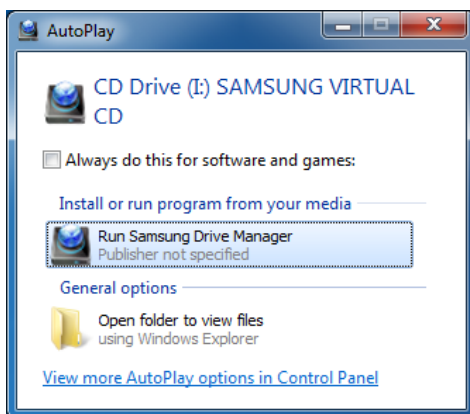 AutoPlay
CD Drive (I:) SAMSUNG VIRTUAL
CD
Always do this for software and games:
Install or run program from your media
Run Samsung Drive Manager
Publisher not specified
General options
Open folder to view files
using Windows Explorer
View more AutoPlay options in Control Panel